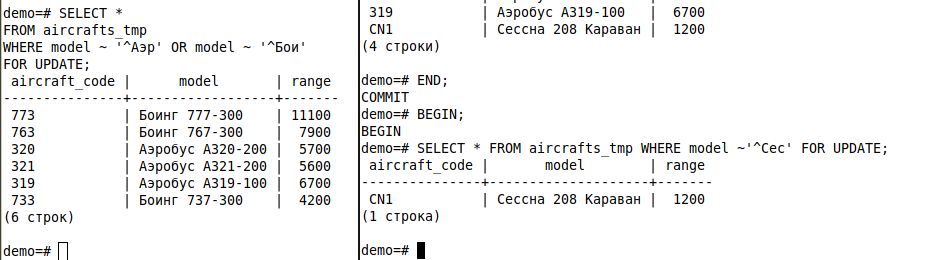 demo=# SELECT *
FROM aircrafts_tmp
WHERE model ~ '^Аэр' OR model ~ '^Бои'
FOR UPDATE;
 aircraft_code |      model       | range
---------------+------------------+-------
 773           | Боинг 777-300    | 11100
 763           | Боинг 767-300    |  7900
 320           | Аэробус A320-200 |  5700
 321           | Аэробус A321-200 |  5600
 319           | Аэробус A319-100 |  6700
 733           | Боинг 737-300    |  4200
(6 строк)
demo=#
 319           | Аэробус A319-100   |  6700
 CN1           | Сессна 208 Караван |  1200
(4 строки)
demo=# END;
COMMIT
demo=# BEGIN;
BEGIN
demo=# SELECT * FROM aircrafts_tmp WHERE model ~'^Сес' FOR UPDATE;
 aircraft_code |       model        | range
---------------+--------------------+-------
 CN1           | Сессна 208 Караван |  1200
(1 строка)
demo=#